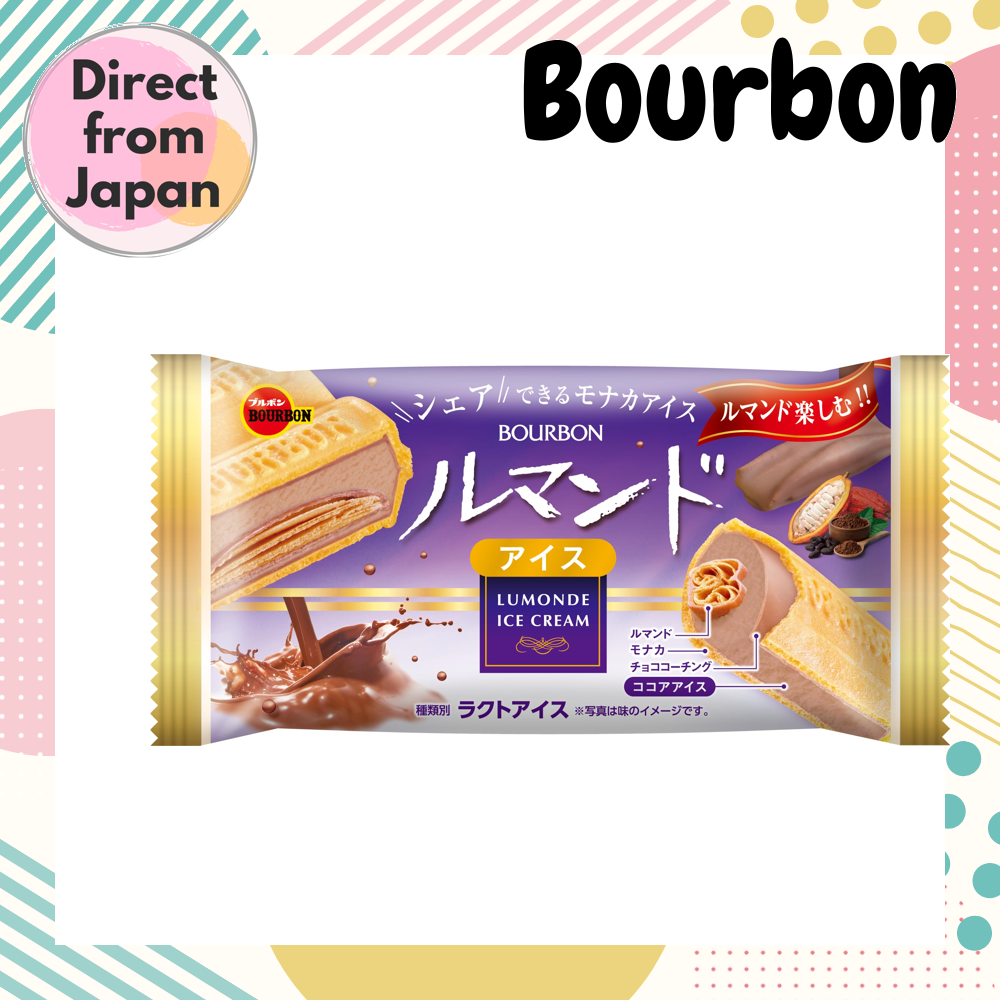 Direct
from
Japan
Bourbon
ブルボン
BOURBON
シェア できるモナカアイス
ルマンド楽しむ!!
BOURBON
ルマンド
アイス
LUMONDE
ICE CREAM
ルマンド
モナカ
チョココーチング
ココアアイス
種類別 ラクトアイス ※写真は味のイメージです。